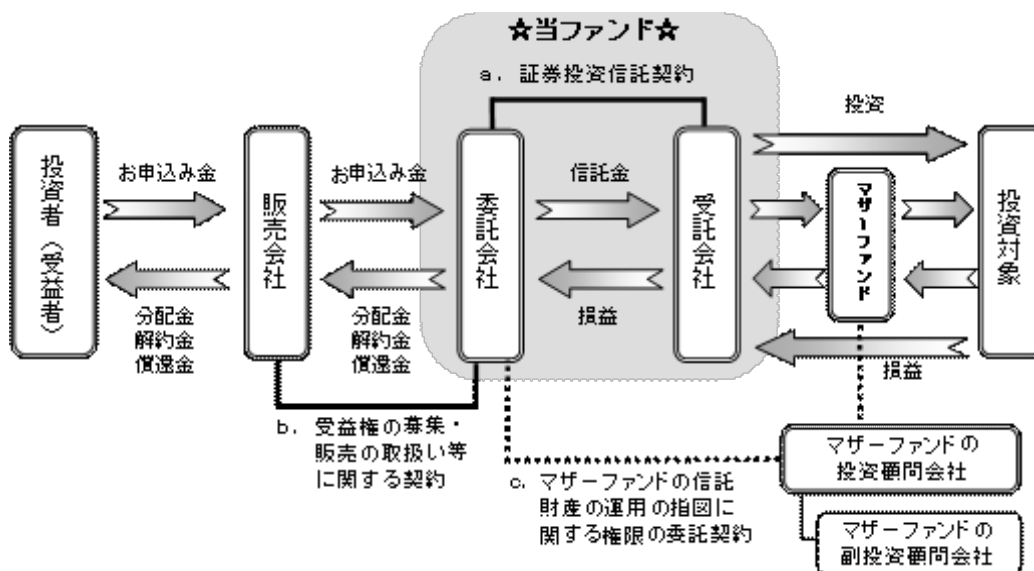 ★当ファンド★
a．証券投資信託契約
投資
投資者（受益者）
お申込み金
販売会社
お申込み金
委託会社
信託金
受託会社
マザーファンド
投資対象
分配金
解約金
償還金
分配金
解約金
償還金
損益
損益
b．受益権の募集・
販売の取扱い等
に関する契約
c．マザーファンドの信託
財産の運用の指図に
関する権限の委託契約
マザーファンドの
投資顧問会社
マザーファンドの
副投資顧問会社